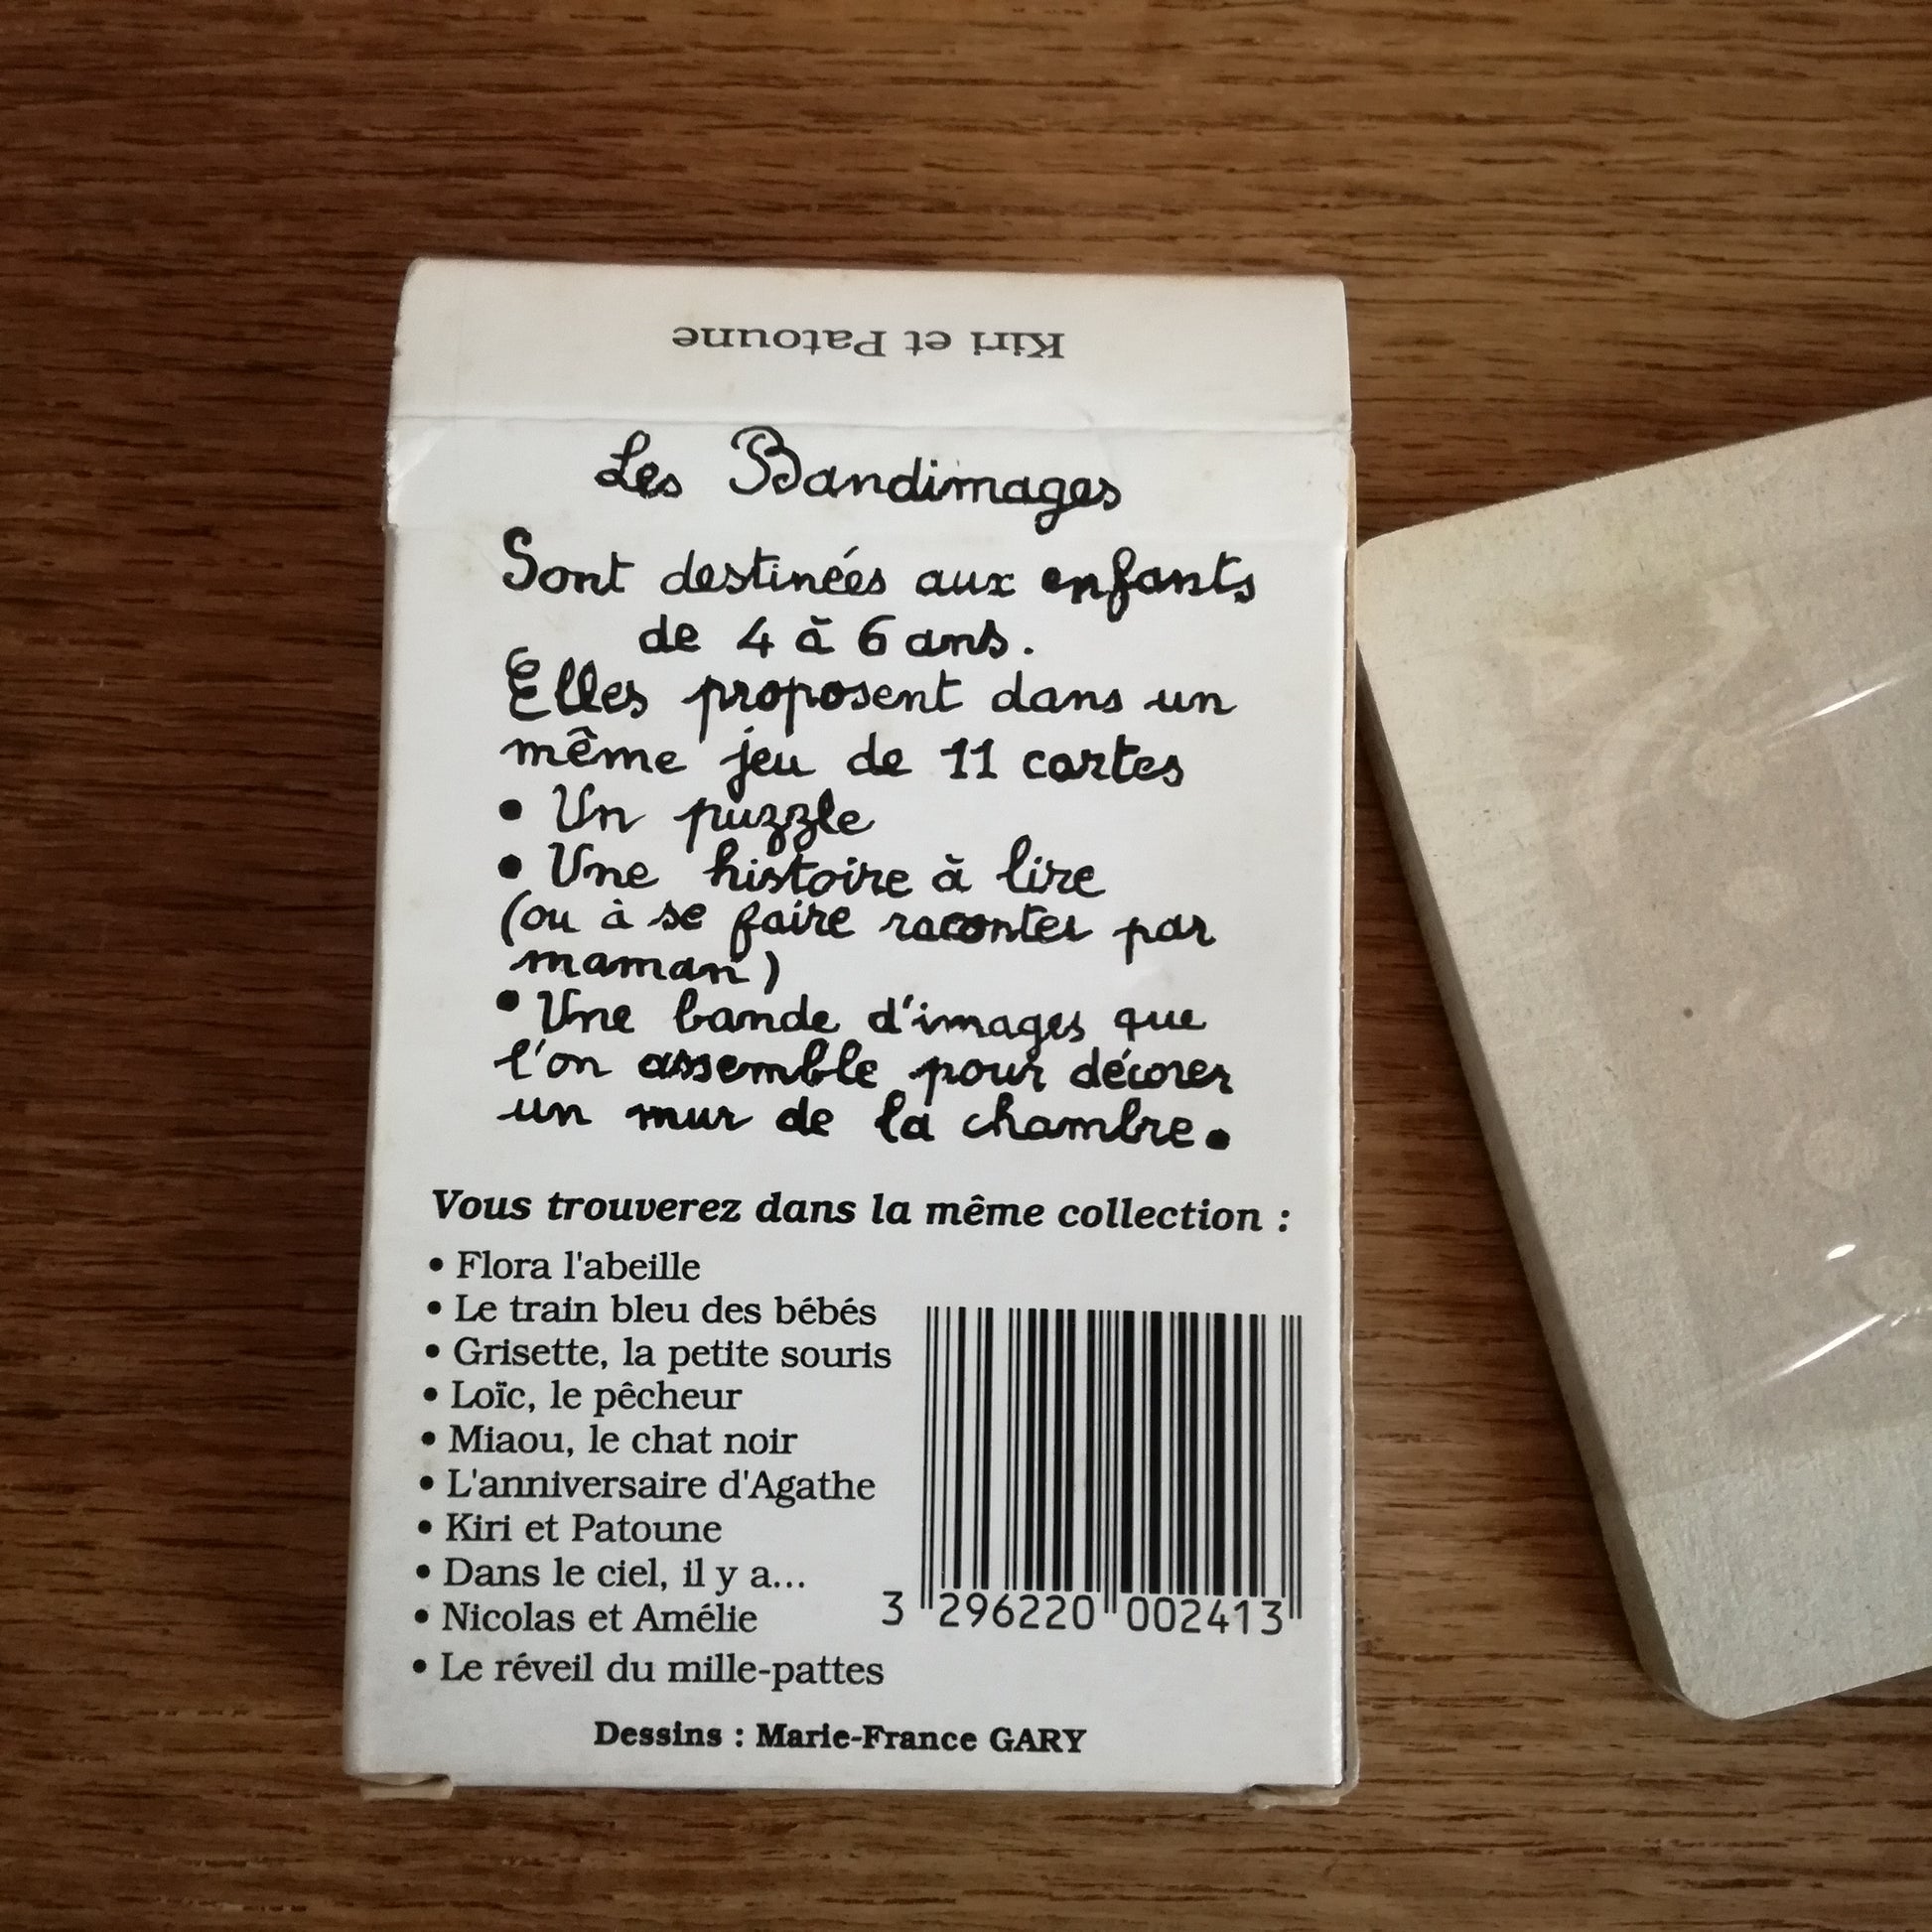 Kiri et Patoune
Les Bandimages
Sont destinées aux enfants
de 4 à 6 ans.
Elles proposent dans un
même jeu de 11 cartes
• Un puzzle
• Une histoire à lire
(ou à se faire raconter par
maman)
• Une bande d'images que
l'on assemble pour décorer
un mur de la chambre.
Vous trouverez dans la même collection :
• Flora l'abeille
• Le train bleu des bébés
• Grisette, la petite souris
• Loïc, le pêcheur
• Miaou, le chat noir
• L'anniversaire d'Agathe
• Kiri et Patoune
• Dans le ciel, il y a...
• Nicolas et Amélie
• Le réveil du mille-pattes
3 296220 002413
Dessins : Marie-France GARY